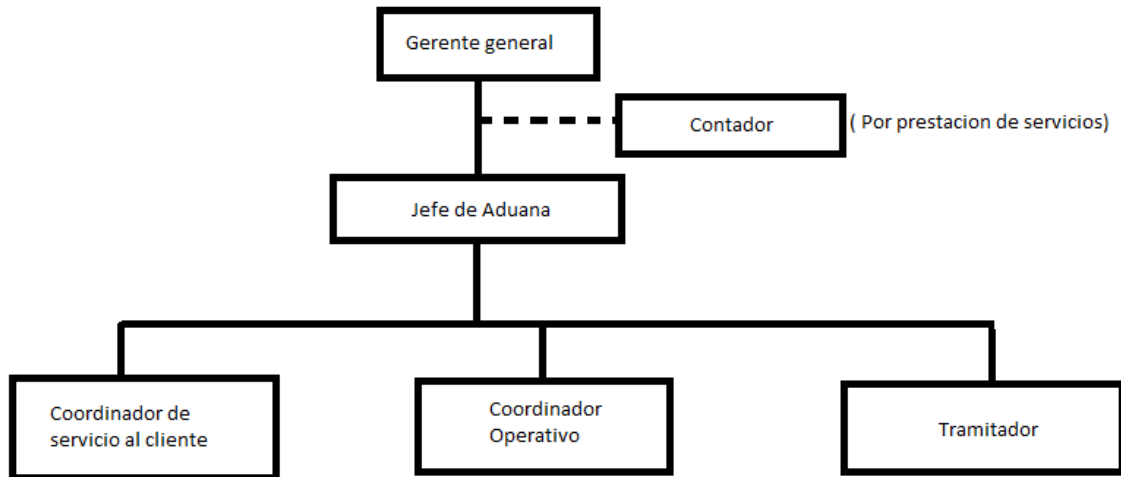 Gerente general
Contador
( Por prestacion de servicios)
Jefe de Aduana
Coordinador de
servicio al cliente
Coordinador
Operativo
Tramitador